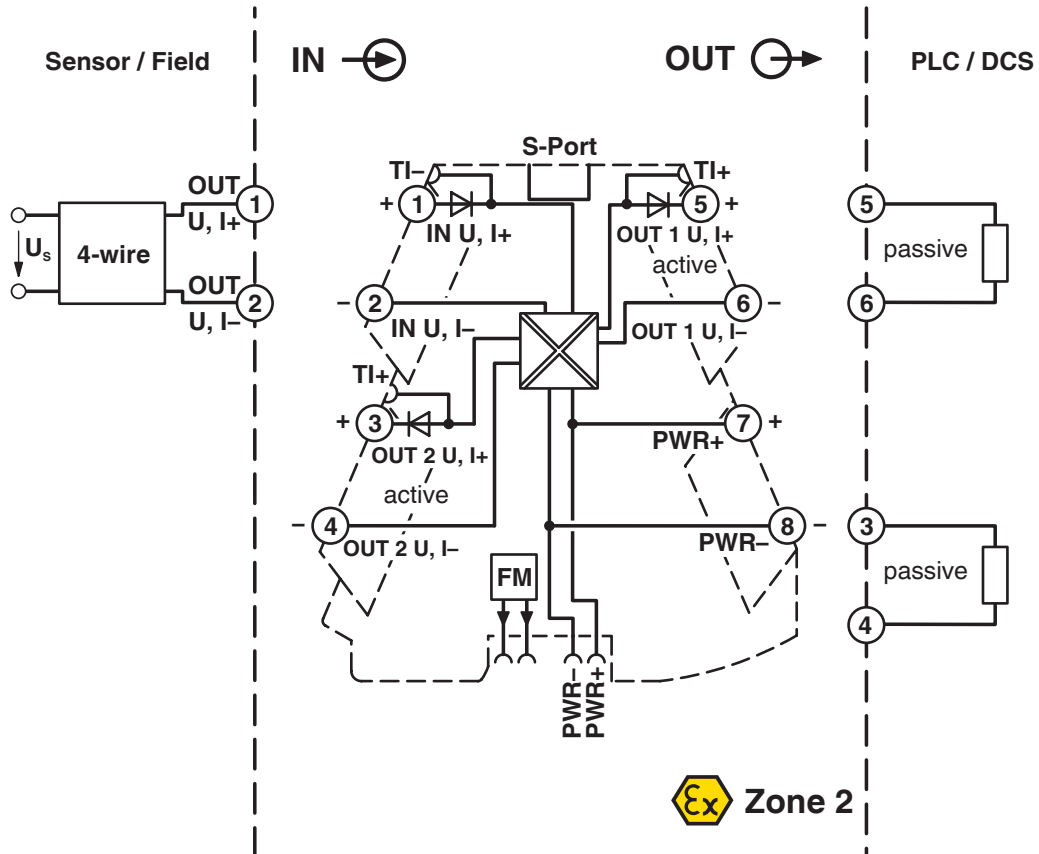 Sensor / Field
IN
OUT
PLC / DCS
S-Port
TI–
TI+
OUT
1
U, I+
+
1
IN U, I+
5
+
OUT 1 U, I+
active
5
passive
6
Us
4-wire
OUT
2
U, I–
–
2
IN U, I–
6
–
OUT 1 U, I–
TI+
+
3
OUT 2 U, I+
active
7
+
PWR+
–
4
OUT 2 U, I–
8
–
PWR–
3
passive
4
FM
PWR–
PWR+
Ex
Zone 2